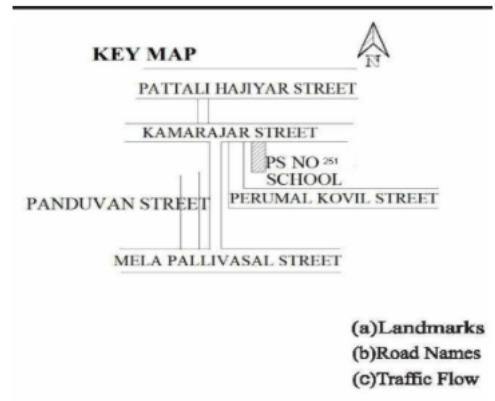 KEY MAP
N
PATTALI HAJIYAR STREET
KAMARAJAR STREET
PS NO 251
SCHOOL
PANDUVAN STREET
PERUMAL KOVIL STREET
MELA PALLIVASAL STREET
(a)Landmarks
(b)Road Names
(c)Traffic Flow